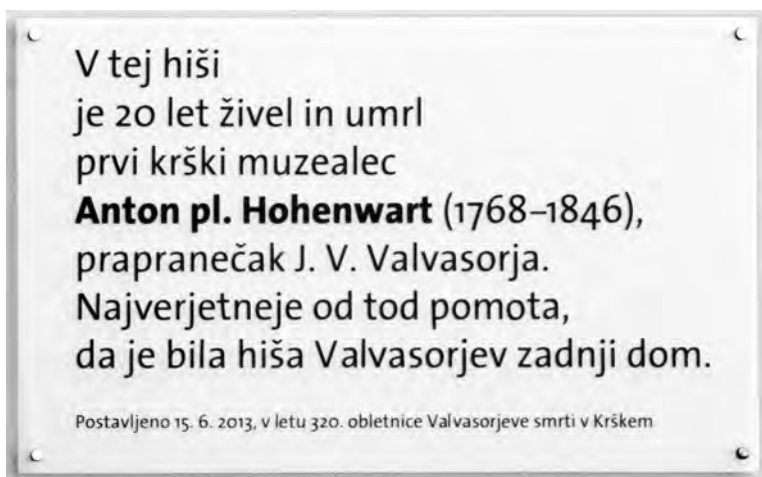 V tej hiši
je 20 let živel in umrl
prvi krški muzealec
Anton pl. Hohenwart (1768–1846),
prapranečak J. V. Valvasorja.
Najverjetneje od tod pomota,
da je bila hiša Valvasorjev zadnji dom.
Postavljeno 15. 6. 2013, v letu 320. obletnice Valvasorjeve smrti v Krškem